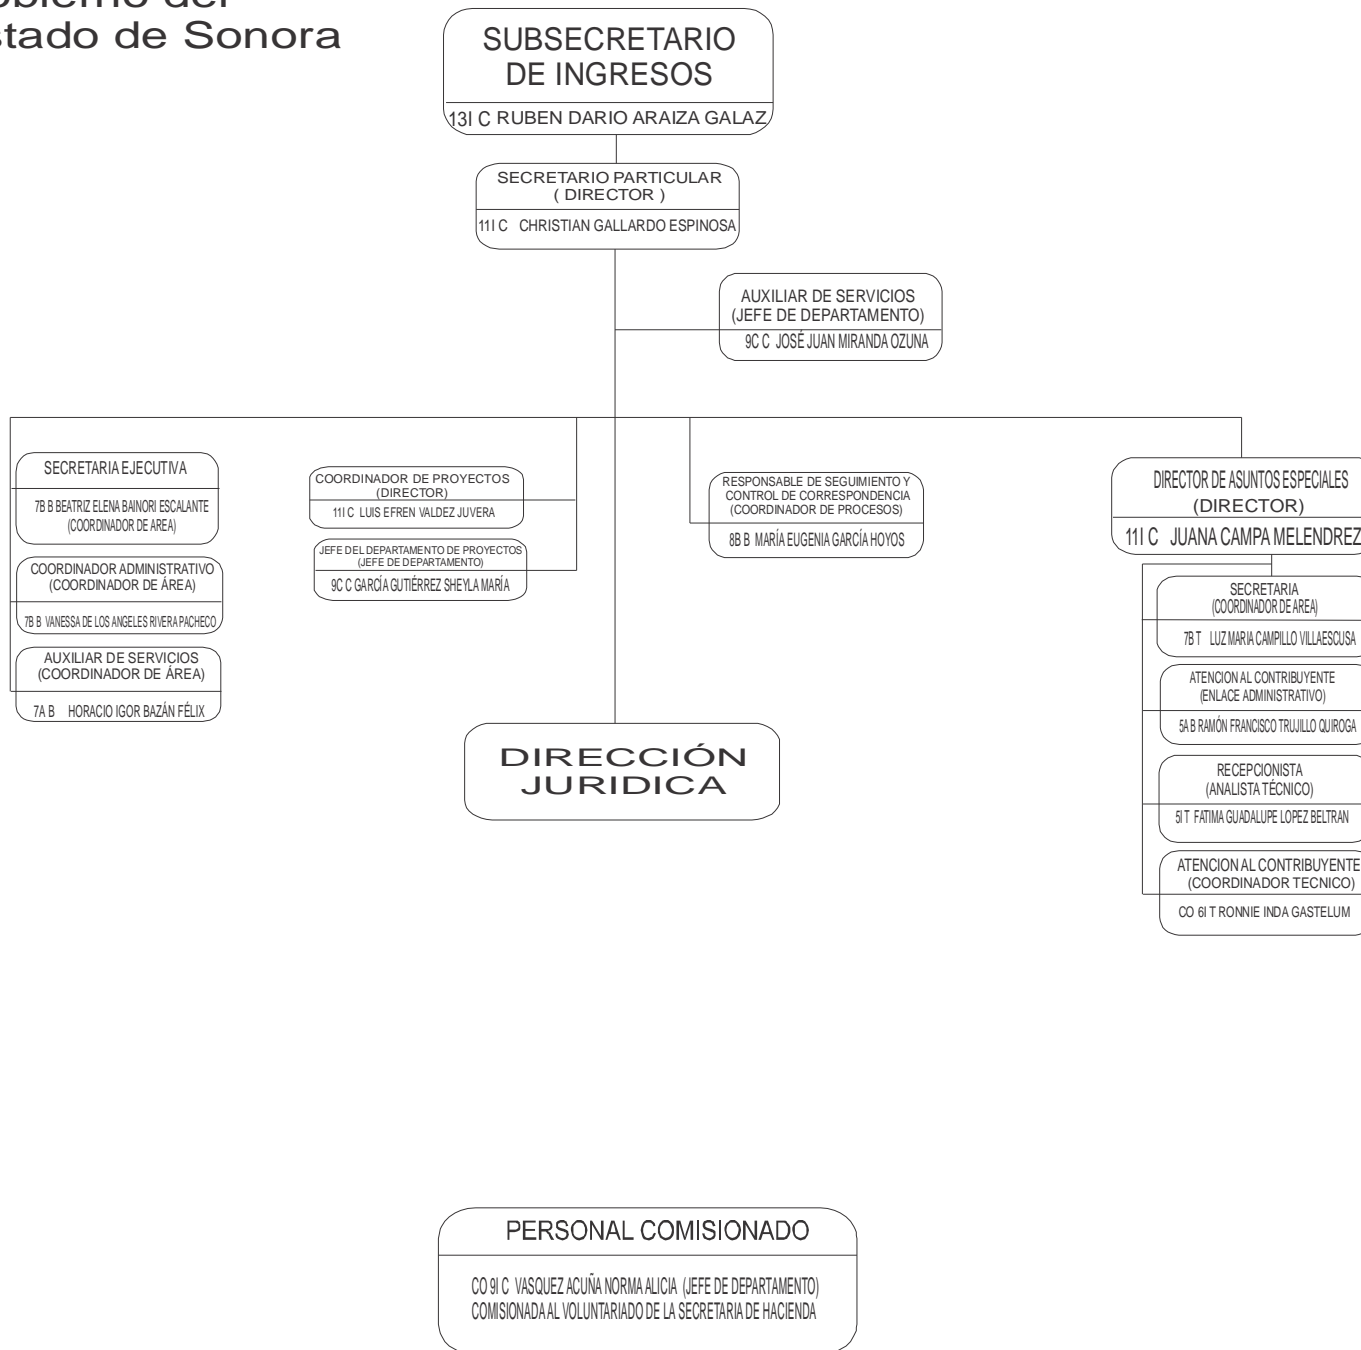 obierno del
stado de Sonora
SUBSECRETARIO
DE INGRESOS
13I C RUBEN DARIO ARAIZA GALAZ
SECRETARIO PARTICULAR
( DIRECTOR )
11I C CHRISTIAN GALLARDO ESPINOSA
AUXILIAR DE SERVICIOS
(JEFE DE DEPARTAMENTO)
9C C JOSÉ JUAN MIRANDA OZUNA
SECRETARIA EJECUTIVA
7B B BEATRIZ ELENA BAINORI ESCALANTE
(COORDINADOR DE AREA)
COORDINADOR ADMINISTRATIVO
(COORDINADOR DE ÁREA)
7B B VANESSA DE LOS ANGELES RIVERA PACHECO
AUXILIAR DE SERVICIOS
(COORDINADOR DE ÁREA)
7A B HORACIO IGOR BAZÁN FÉLIX
COORDINADOR DE PROYECTOS
(DIRECTOR)
11I C LUIS EFREN VALDEZ JUVERA
JEFE DEL DEPARTAMENTO DE PROYECTOS
(JEFE DE DEPARTAMENTO)
9C C GARCÍA GUTIÉRREZ SHEYLA MARÍA
RESPONSABLE DE SEGUIMIENTO Y
CONTROL DE CORRESPONDENCIA
(COORDINADOR DE PROCESOS)
8B B MARÍA EUGENIA GARCÍA HOYOS
DIRECTOR DE ASUNTOS ESPECIALES
(DIRECTOR)
11I C JUANA CAMPA MELENDREZ
SECRETARIA
(COORDINADOR DE AREA)
7B T LUZ MARIA CAMPILLO VILLAESCUSA
ATENCION AL CONTRIBUYENTE
(ENLACE ADMINISTRATIVO)
5A B RAMÓN FRANCISCO TRUJILLO QUIROGA
RECEPCIONISTA
(ANALISTA TÉCNICO)
5I T FATIMA GUADALUPE LOPEZ BELTRAN
ATENCION AL CONTRIBUYENTE
(COORDINADOR TECNICO)
CO 6I T RONNIE INDA GASTELUM
DIRECCIÓN
JURIDICA
PERSONAL COMISIONADO
CO 9I C VASQUEZ ACUÑA NORMA ALICIA (JEFE DE DEPARTAMENTO)
COMISIONADA AL VOLUNTARIADO DE LA SECRETARIA DE HACIENDA